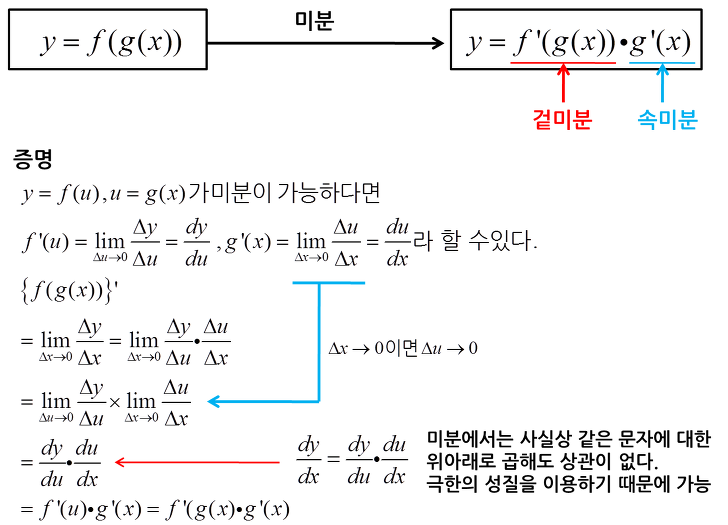 y = f(g(x)) 미분 y = f'(g(x))•g'(x)
겉미분 속미분
증명
y = f(u), u = g(x)가미분이 가능하다면
f'(u) = lim_{Δu→0} Δy/Δu = dy/du , g'(x) = lim_{Δx→0} Δu/Δx = du/dx 라 할 수있다.
{f(g(x))}'
= lim_{Δx→0} Δy/Δx = lim_{Δx→0} Δy/Δu • Δu/Δx
Δx → 0이면 Δu → 0
= lim_{Δu→0} Δy/Δu × lim_{Δx→0} Δu/Δx
= dy/du • du/dx
dy/dx = dy/du • du/dx
미분에서는 사실상 같은 문자에 대한
위아래로 곱해도 상관이 없다.
극한의 성질을 이용하기 때문에 가능
= f'(u)•g'(x) = f'(g(x)•g'(x)